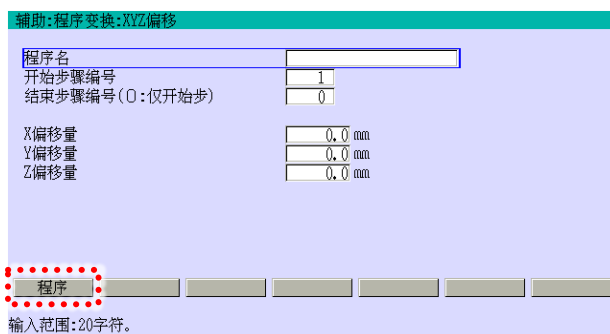 辅助:程序变换:XYZ偏移
程序名
开始步骤编号 1
结束步骤编号(0:仅开始步) 0
X偏移量 0.0 mm
Y偏移量 0.0 mm
Z偏移量 0.0 mm
程序
输入范围:20字符。